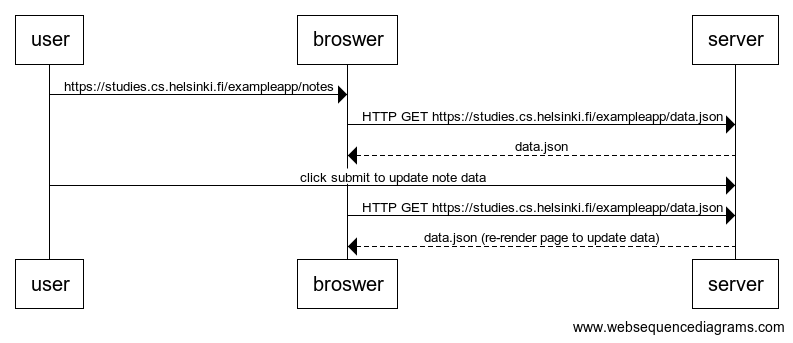 user broswer server
https://studies.cs.helsinki.fi/exampleapp/notes
HTTP GET https://studies.cs.helsinki.fi/exampleapp/data.json
data.json
click submit to update note data
HTTP GET https://studies.cs.helsinki.fi/exampleapp/data.json
data.json (re-render page to update data)
user broswer server
www.websequencediagrams.com